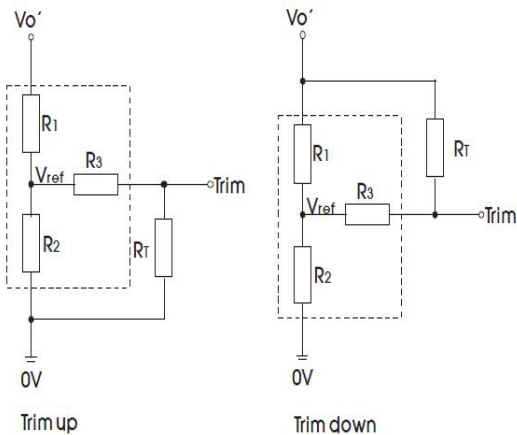 Vo´
R1
Vref
R3
Trim
R2
RT
0V
Trim up
Vo´
R1
RT
Vref
R3
Trim
R2
0V
Trim down